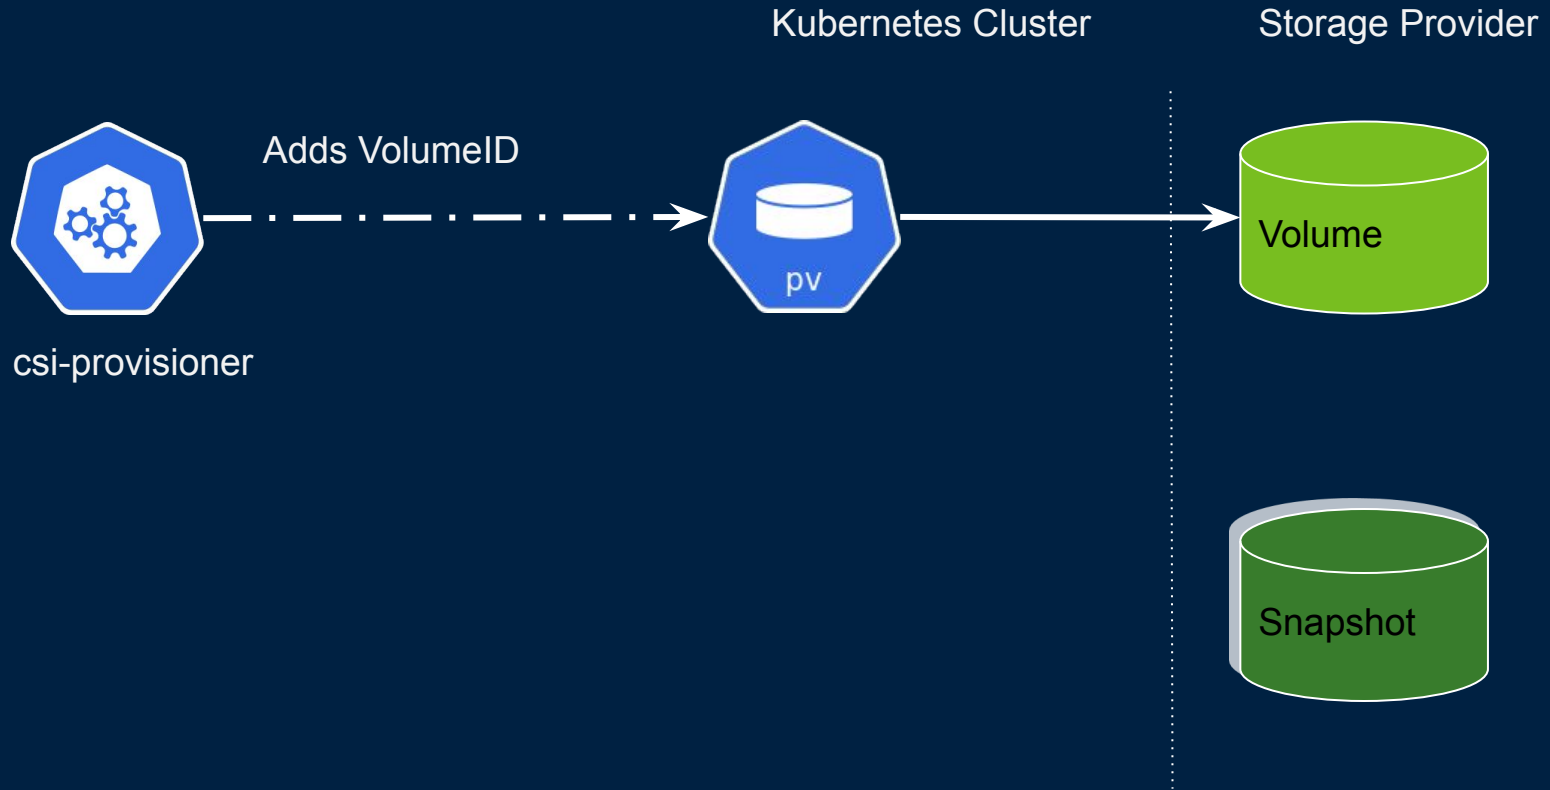 Kubernetes Cluster
Storage Provider
Adds VolumeID
pv
Volume
csi-provisioner
Snapshot